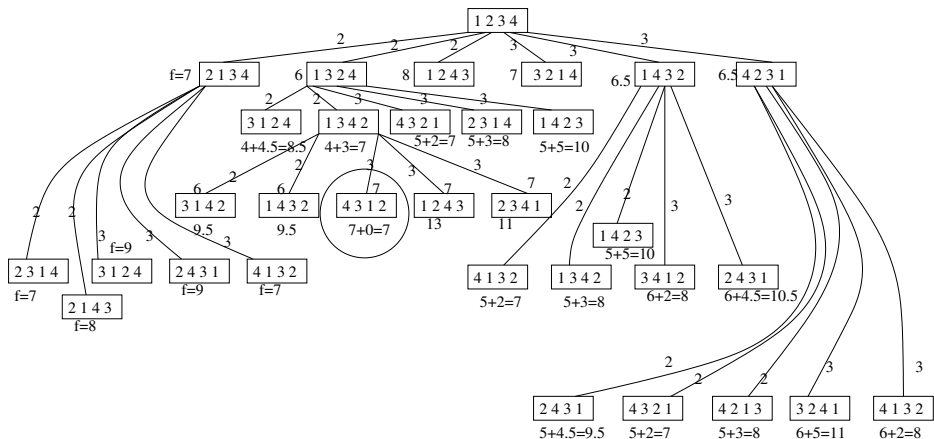 1 2 3 4
2 2 2 3 3 3
f=7 2 1 3 4 6 1 3 2 4 8 1 2 4 3 7 3 2 1 4 6.5 1 4 3 2 6.5 4 2 3 1
2 2 3 3 3
3 1 2 4 1 3 4 2 4 3 2 1 2 3 1 4 1 4 2 3
4+4.5=8.5 4+3=7 5+2=7 5+3=8 5+5=10
2 2 3 3 3
6 6 7 7 7
3 1 4 2 1 4 3 2 4 3 1 2 1 2 4 3 2 3 4 1
9.5 9.5 7+0=7 13 11
2 2 3 3 3
2 2 2 3 3
1 4 2 3
5+5=10
f=9
2 3 1 4 3 1 2 4 2 4 3 1 4 1 3 2
f=7 f=9 f=7
2 1 4 3
f=8
4 1 3 2 1 3 4 2 3 4 1 2 2 4 3 1
5+2=7 5+3=8 6+2=8 6+4.5=10.5
2 2 2 3 3
2 4 3 1 4 3 2 1 4 2 1 3 3 2 4 1 4 1 3 2
5+4.5=9.5 5+2=7 5+3=8 6+5=11 6+2=8